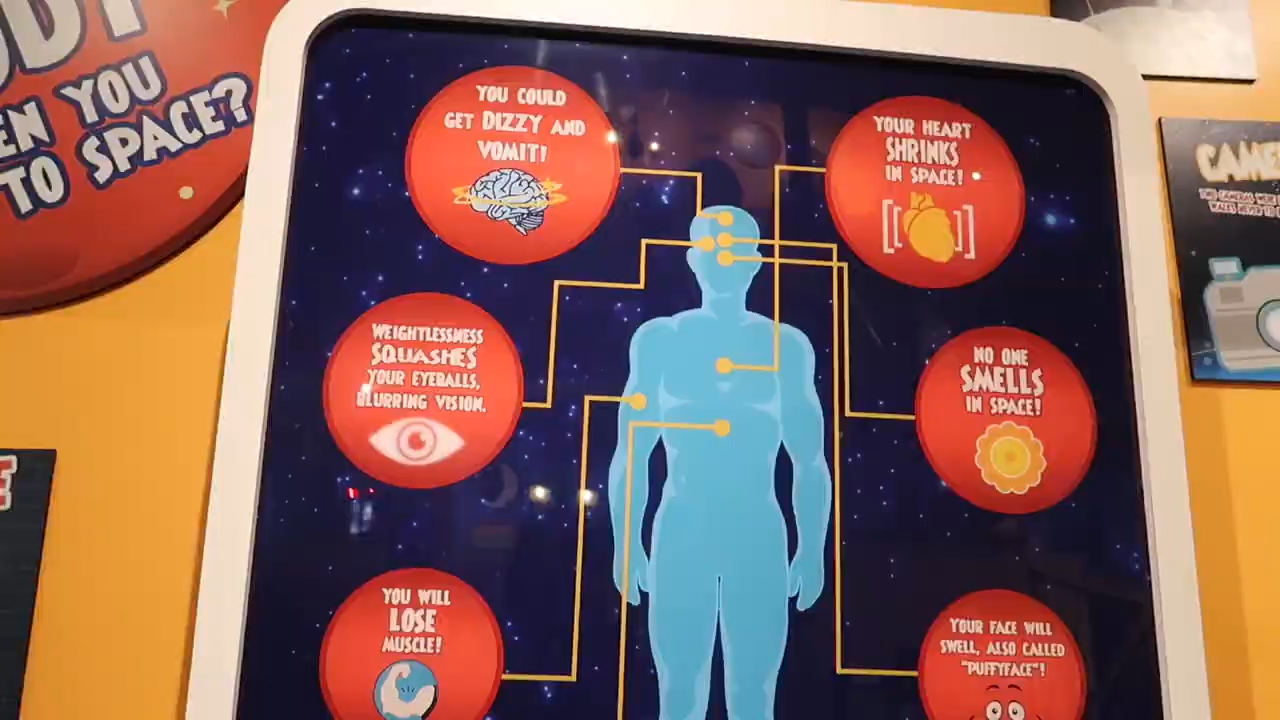 EN YOU
TO SPACE?
YOU COULD
GET DIZZY AND
VOMIT!
YOUR HEART
SHRINKS
IN SPACE!
WEIGHTLESSNESS
SQUASHES
YOUR EYEBALLS,
BLURRING VISION.
NO ONE
SMELLS
IN SPACE!
YOU WILL
LOSE
MUSCLE!
YOUR FACE WILL
SWELL, ALSO CALLED
"PUFFYFACE"!